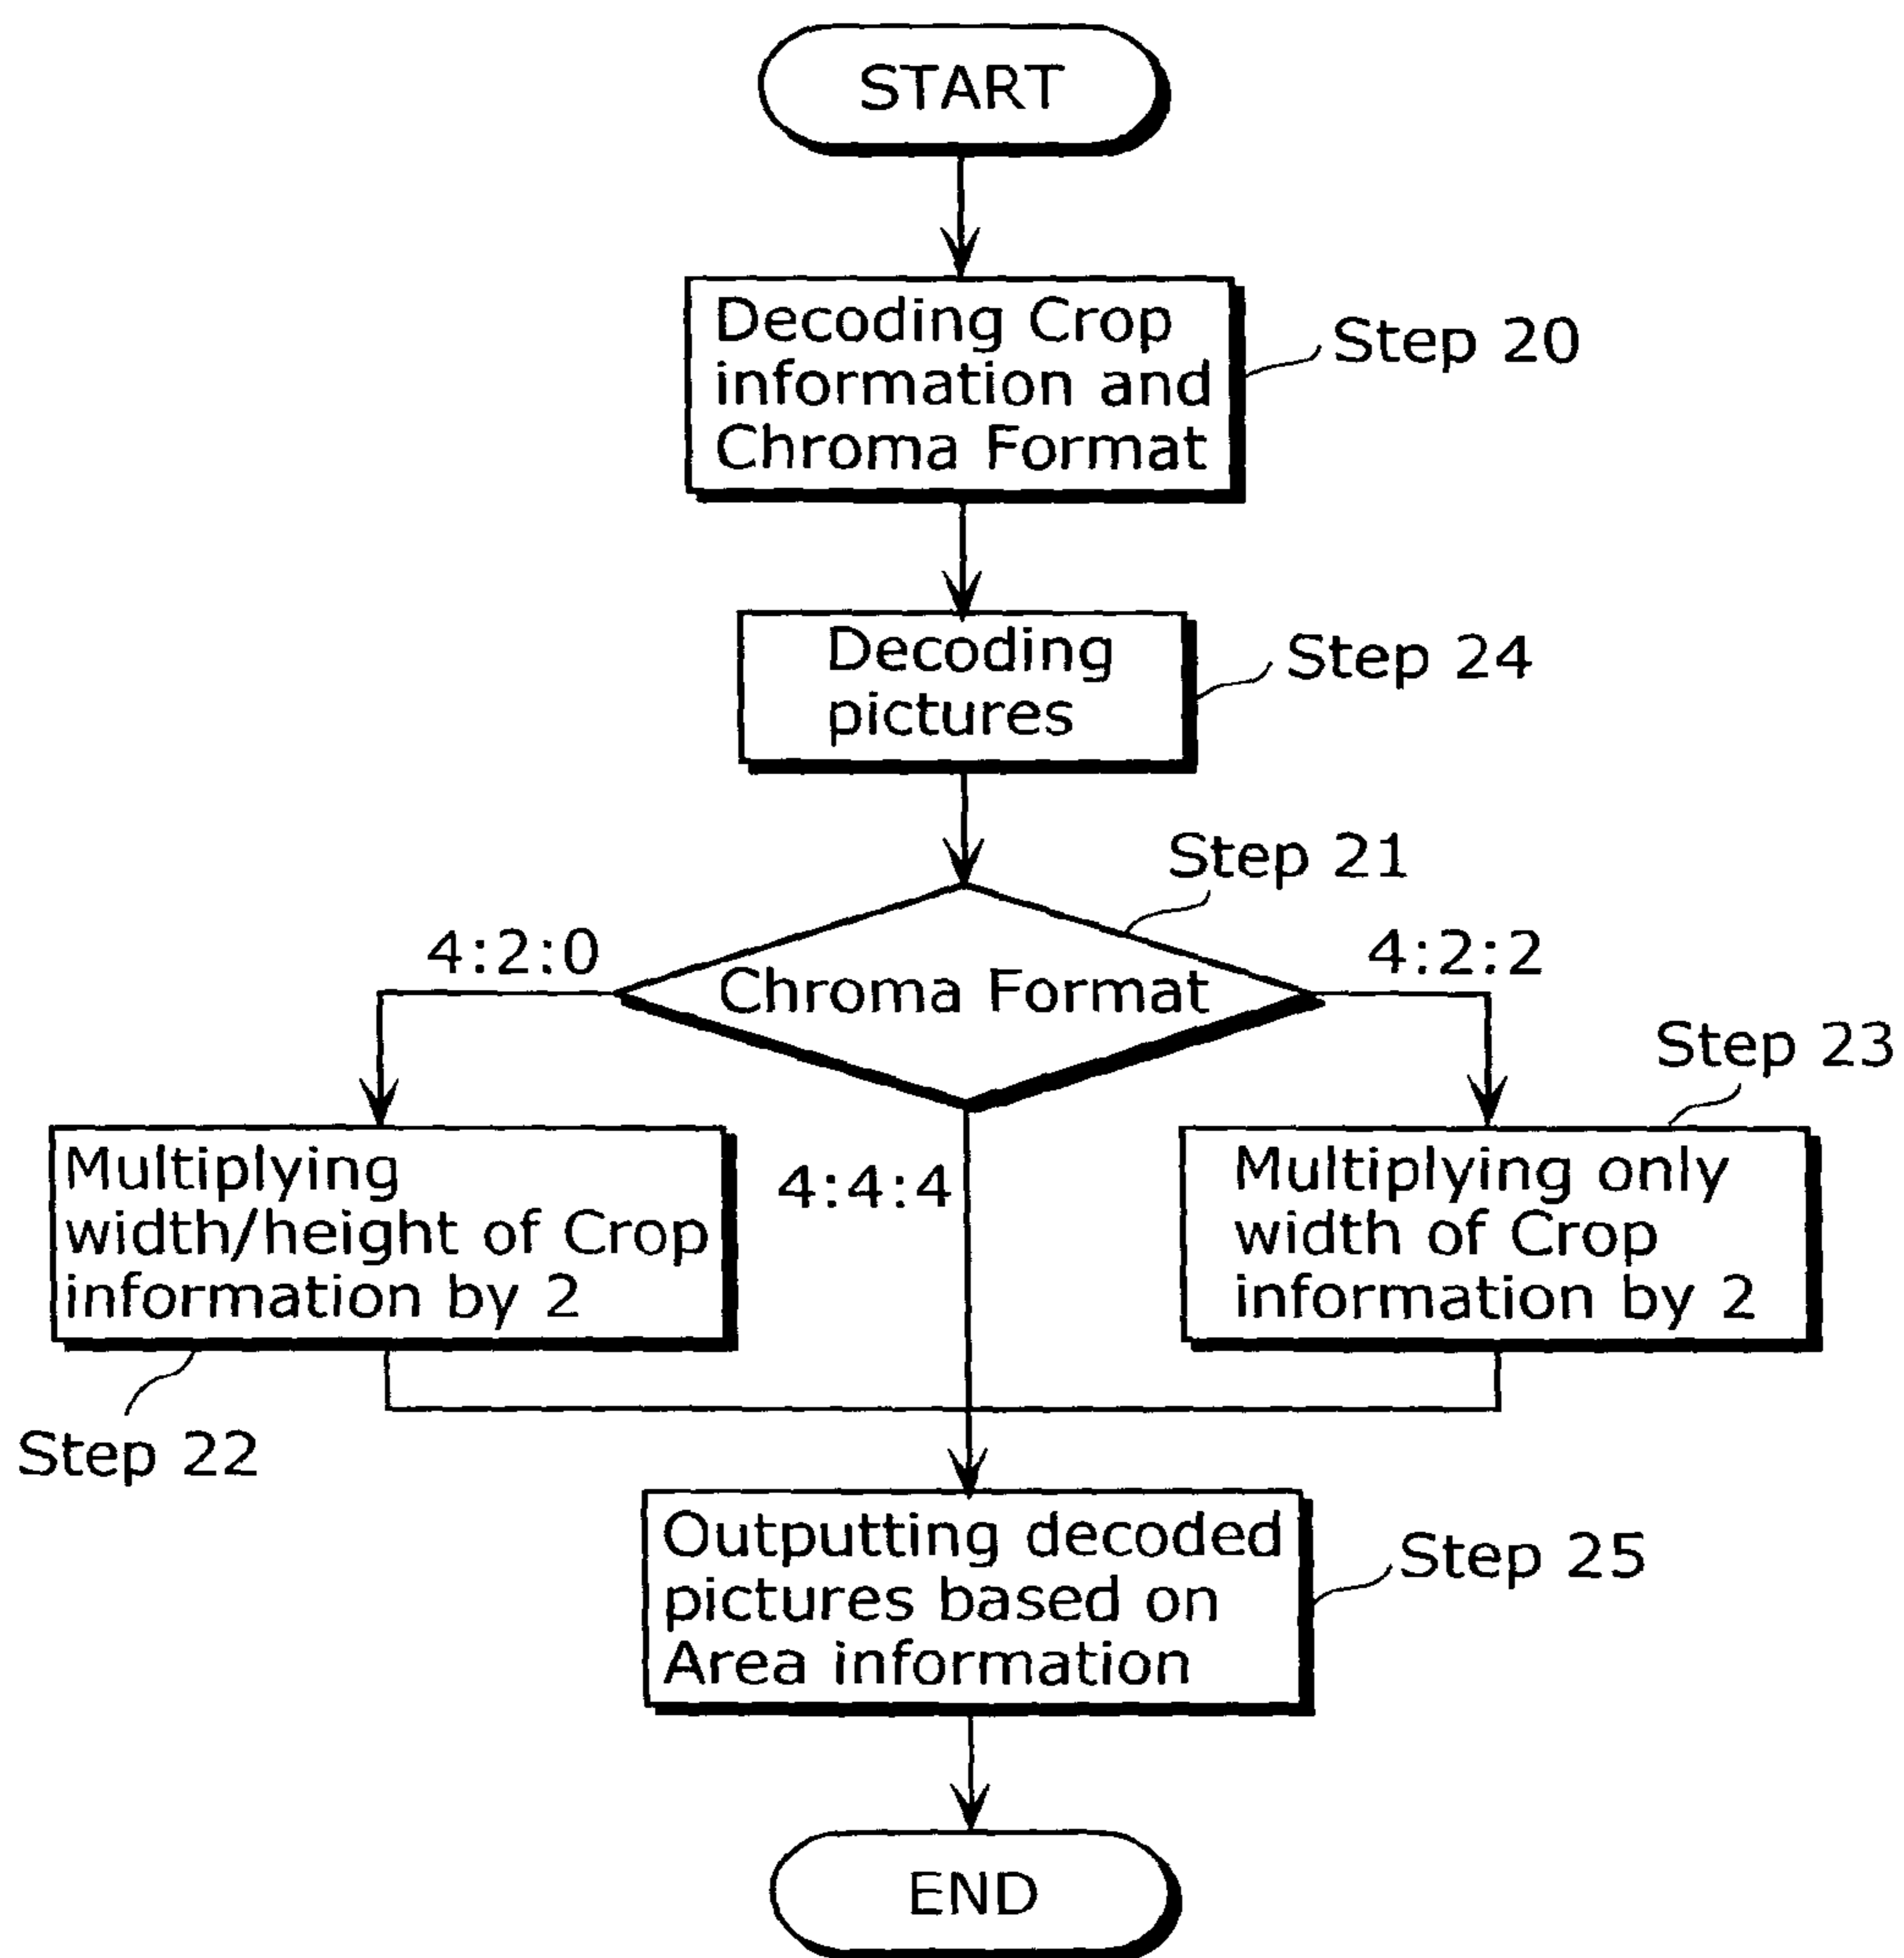 START
Decoding Crop
information and
Chroma Format
Step 20
Decoding
pictures
Step 24
Step 21
4:2:0
Chroma Format
4:2:2
Step 23
Multiplying
width/height of Crop
information by 2
4:4:4
Multiplying only
width of Crop
information by 2
Step 22
Outputting decoded
pictures based on
Area information
Step 25
END